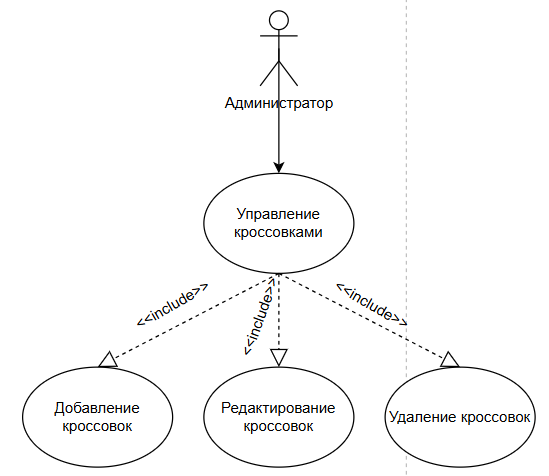 Администратор
Управление
кроссовками
<<include>>
<<include>>
<<include>>
Добавление
кроссовок
Редактирование
кроссовок
Удаление кроссовок